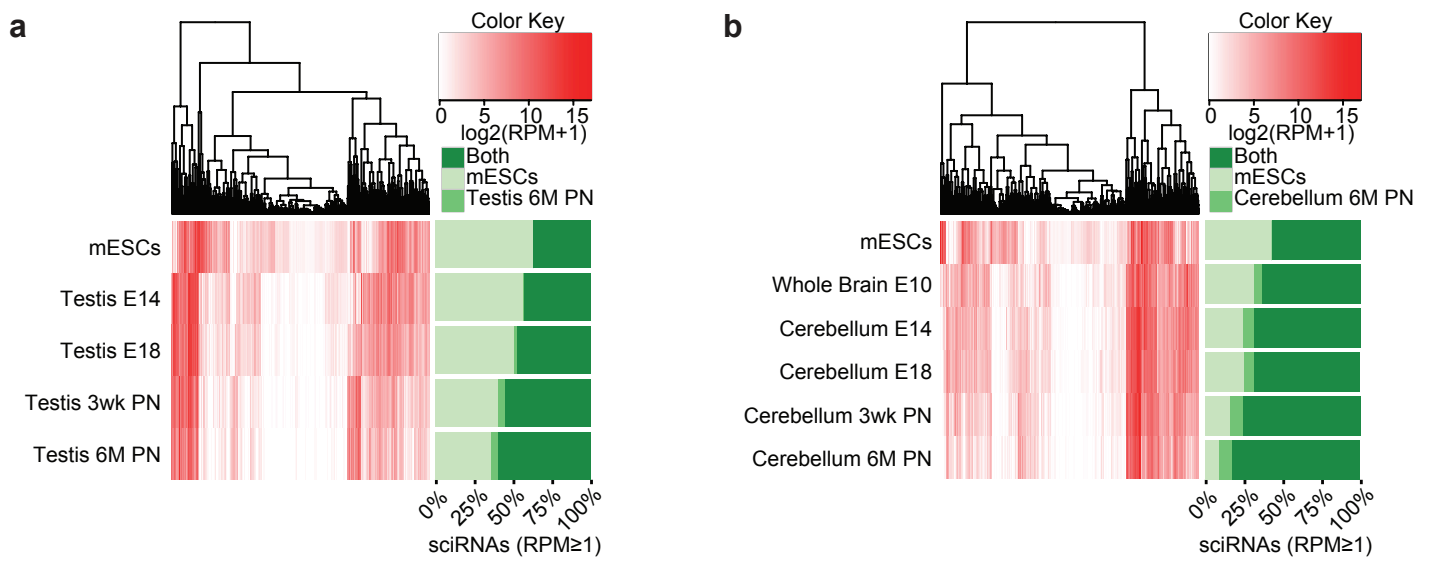 a
Color Key
0 5 10 15
log2(RPM+1)
Both
mESCs
Testis 6M PN
mESCs
Testis E14
Testis E18
Testis 3wk PN
Testis 6M PN
0% 25% 50% 75% 100%
sciRNAs (RPM≥1)
b
Color Key
0 5 10 15
log2(RPM+1)
Both
mESCs
Cerebellum 6M PN
mESCs
Whole Brain E10
Cerebellum E14
Cerebellum E18
Cerebellum 3wk PN
Cerebellum 6M PN
0% 25% 50% 75% 100%
sciRNAs (RPM≥1)